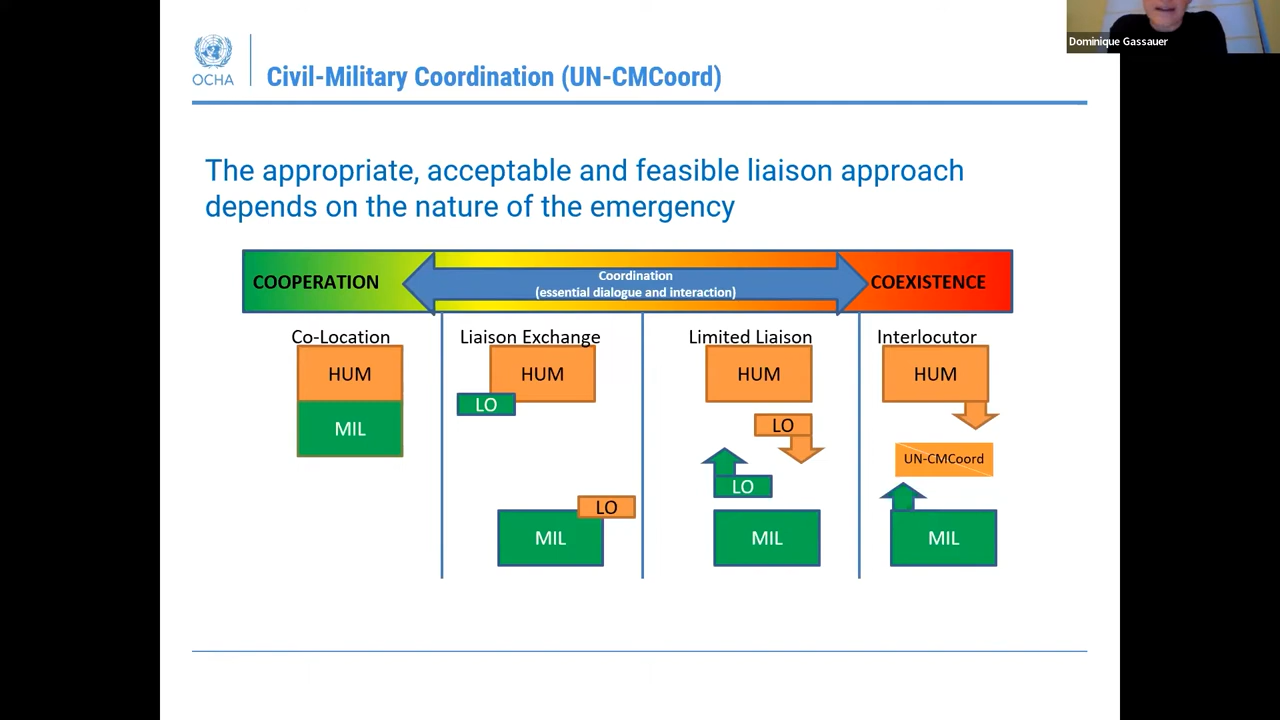 Dominique Gassauer
OCHA
Civil-Military Coordination (UN-CMCoord)
The appropriate, acceptable and feasible liaison approach
depends on the nature of the emergency
COOPERATION
Coordination
(essential dialogue and interaction)
COEXISTENCE
Co-Location
HUM
MIL
Liaison Exchange
HUM
LO
LO
MIL
Limited Liaison
HUM
LO
LO
MIL
Interlocutor
HUM
UN-CMCoord
MIL